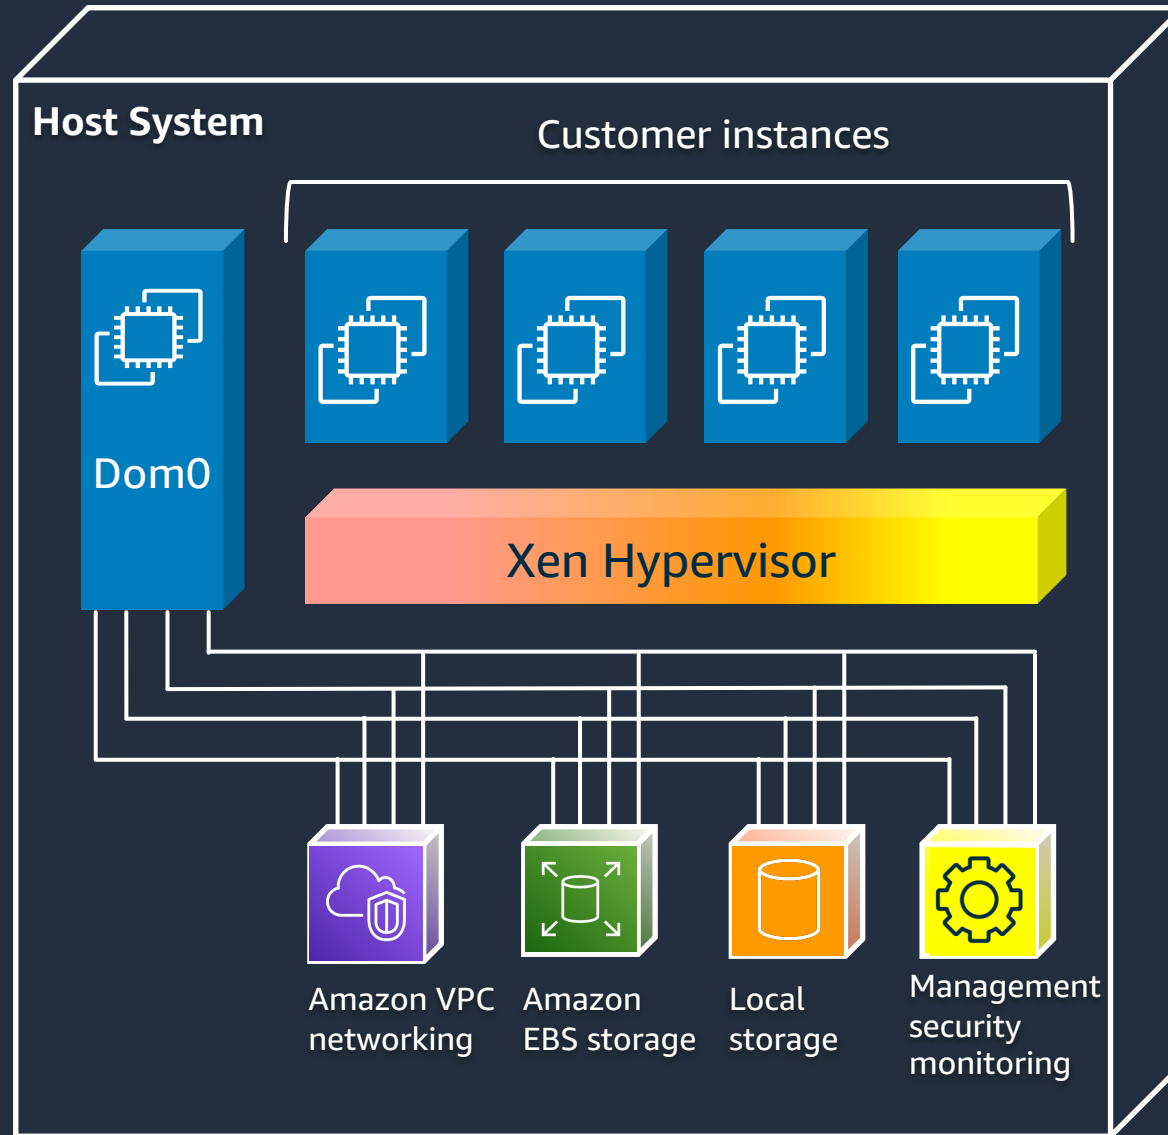 Host System
Customer instances
Dom0
Xen Hypervisor
Amazon VPC
networking
Amazon
EBS storage
Local
storage
Management
security
monitoring